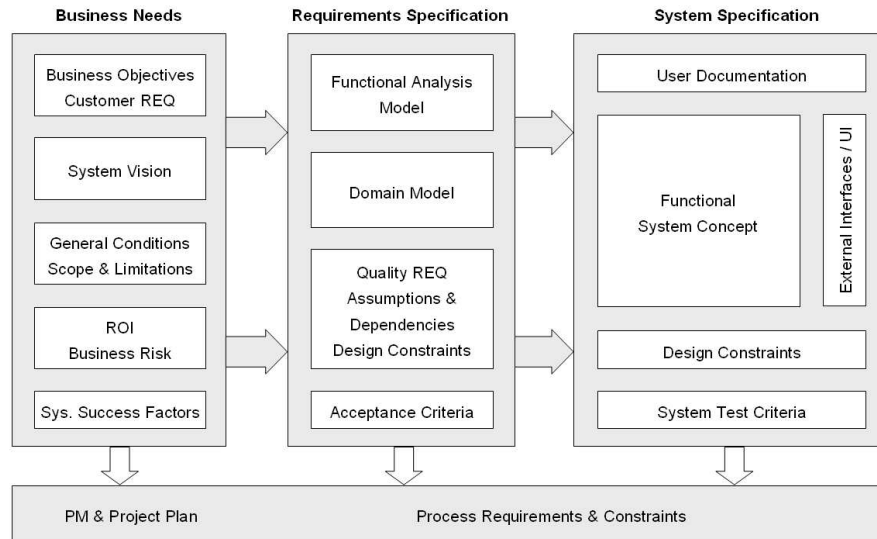 Business Needs
Requirements Specification
System Specification
Business Objectives
Customer REQ
System Vision
General Conditions
Scope & Limitations
ROI
Business Risk
Sys. Success Factors
Functional Analysis
Model
Domain Model
Quality REQ
Assumptions &
Dependencies
Design Constraints
Acceptance Criteria
User Documentation
Functional
System Concept
External Interfaces / UI
Design Constraints
System Test Criteria
PM & Project Plan
Process Requirements & Constraints